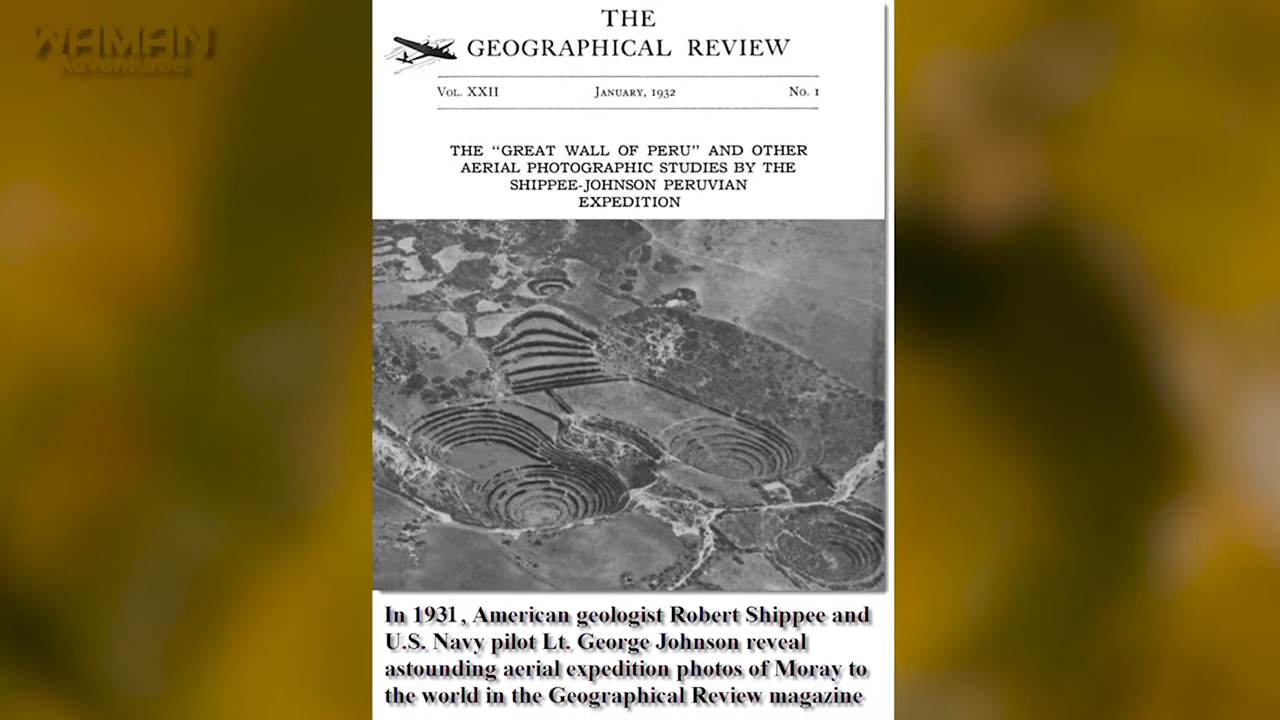 WAMAN
Adventures
THE
GEOGRAPHICAL REVIEW
VOL. XXII JANUARY, 1932 No. 1
THE "GREAT WALL OF PERU" AND OTHER
AERIAL PHOTOGRAPHIC STUDIES BY THE
SHIPPEE-JOHNSON PERUVIAN
EXPEDITION
In 1931, American geologist Robert Shippee and
U.S. Navy pilot Lt. George Johnson reveal
astounding aerial expedition photos of Moray to
the world in the Geographical Review magazine